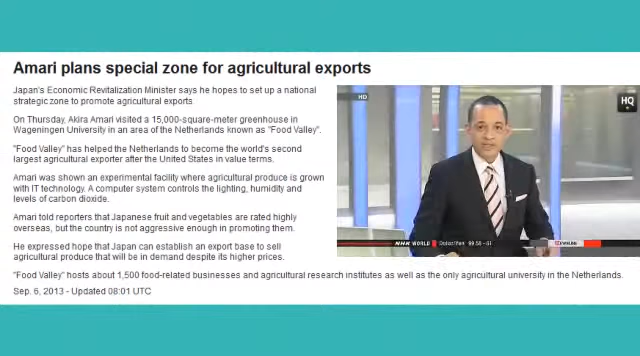 Amari plans special zone for agricultural exports
Japan's Economic Revitalization Minister says he hopes to set up a national
strategic zone to promote agricultural exports
On Thursday, Akira Amari visited a 15,000-square-meter greenhouse in
Wageningen University in an area of the Netherlands known as "Food Valley".
"Food Valley" has helped the Netherlands to become the world's second
largest agricultural exporter after the United States in value terms.
Amari was shown an experimental facility where agricultural produce is grown
with IT technology. A computer system controls the lighting, humidity and
levels of carbon dioxide.
Amari told reporters that Japanese fruit and vegetables are rated highly
overseas, but the country is not aggressive enough in promoting them.
He expressed hope that Japan can establish an export base to sell
agricultural produce that will be in demand despite its higher prices.
"Food Valley" hosts about 1,500 food-related businesses and agricultural research institutes as well as the only agricultural university in the Netherlands.
Sep. 6, 2013 - Updated 08:01 UTC
HD
HQ
NHK WORLD